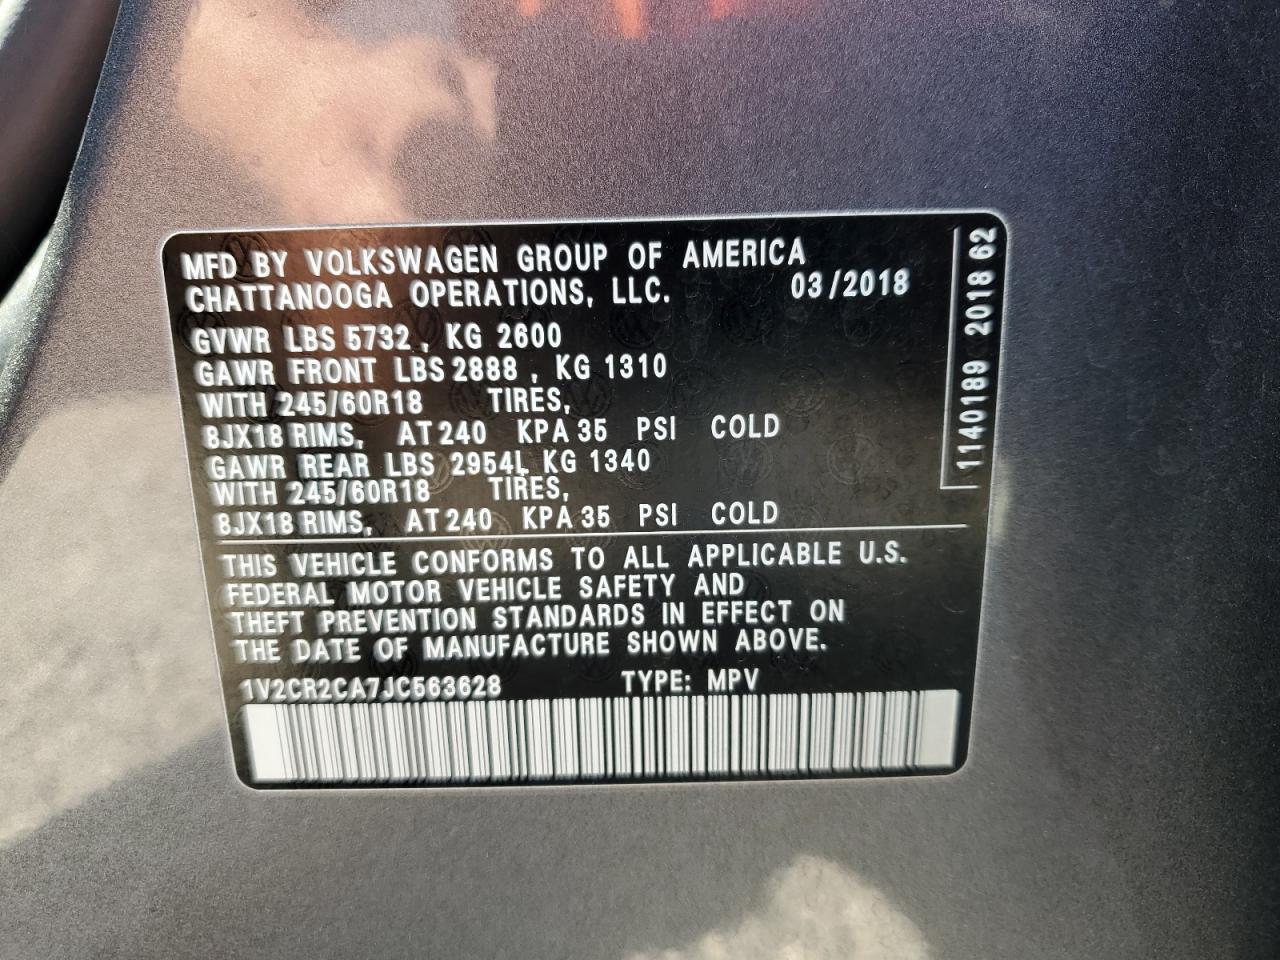 MFD BY VOLKSWAGEN GROUP OF AMERICA
CHATTANOOGA OPERATIONS, LLC. 03/2018
GVWR LBS 5732 , KG 2600
GAWR FRONT LBS 2888 , KG 1310
WITH 245/60R18 TIRES,
8JX18 RIMS, AT 240 KPA 35 PSI COLD
GAWR REAR LBS 2954, KG 1340
WITH 245/60R18 TIRES,
8JX18 RIMS, AT 240 KPA 35 PSI COLD
THIS VEHICLE CONFORMS TO ALL APPLICABLE U.S.
FEDERAL MOTOR VEHICLE SAFETY AND
THEFT PREVENTION STANDARDS IN EFFECT ON
THE DATE OF MANUFACTURE SHOWN ABOVE.
1V2CR2CA7JC563628 TYPE: MPV
1140189 2018 62